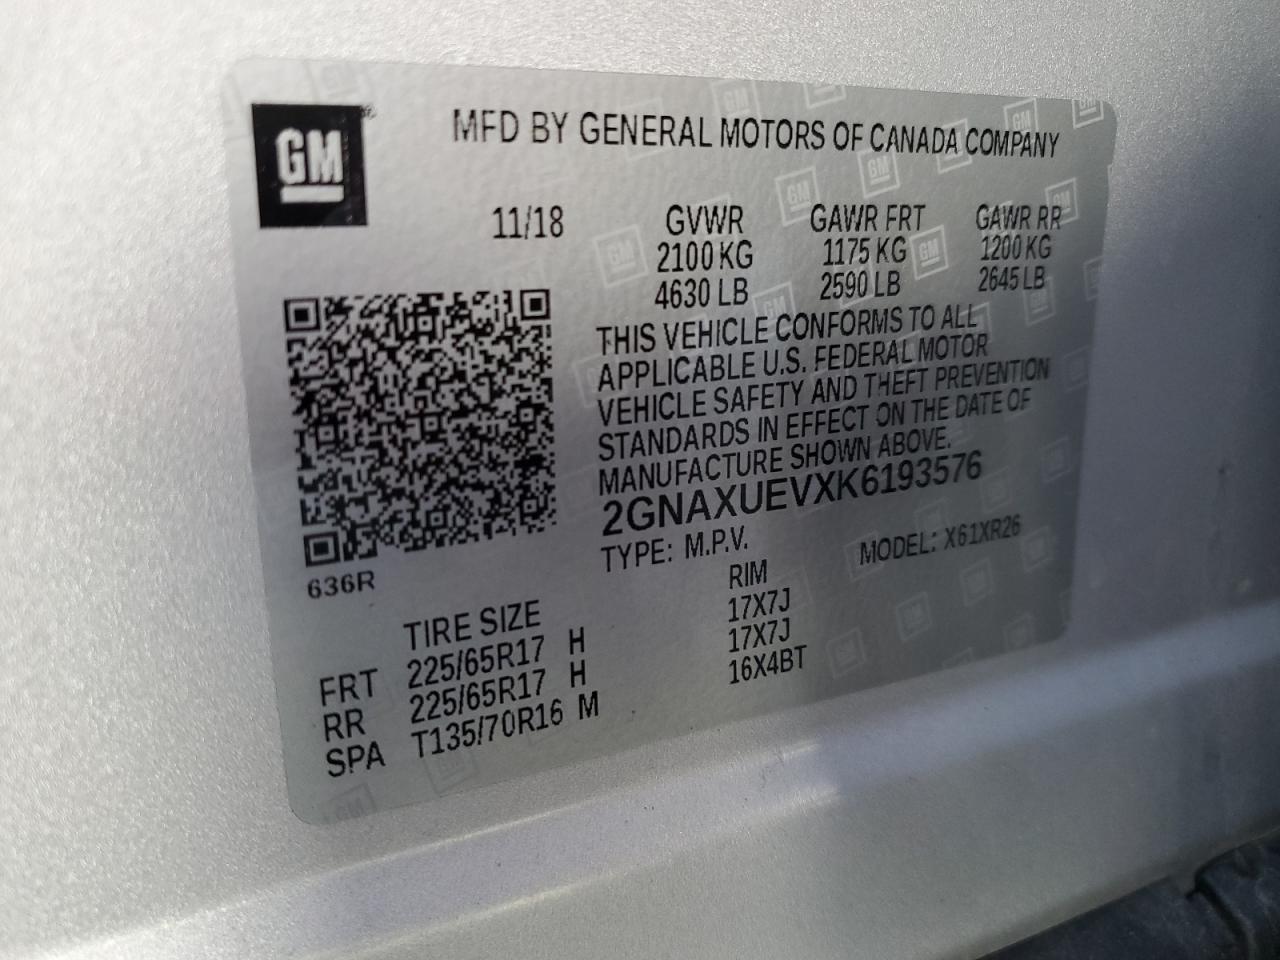 GM
MFD BY GENERAL MOTORS OF CANADA COMPANY
11/18 GVWR GAWR FRT GAWR RR
2100 KG 1175 KG 1200 KG
4630 LB 2590 LB 2645 LB
THIS VEHICLE CONFORMS TO ALL
APPLICABLE U.S. FEDERAL MOTOR
VEHICLE SAFETY AND THEFT PREVENTION
STANDARDS IN EFFECT ON THE DATE OF
MANUFACTURE SHOWN ABOVE.
2GNAXUEVXK6193576
TYPE: M.P.V. MODEL: X61XR26
636R
TIRE SIZE RIM
FRT 225/65R17 H 17X7J
RR 225/65R17 H 17X7J
SPA T135/70R16 M 16X4BT